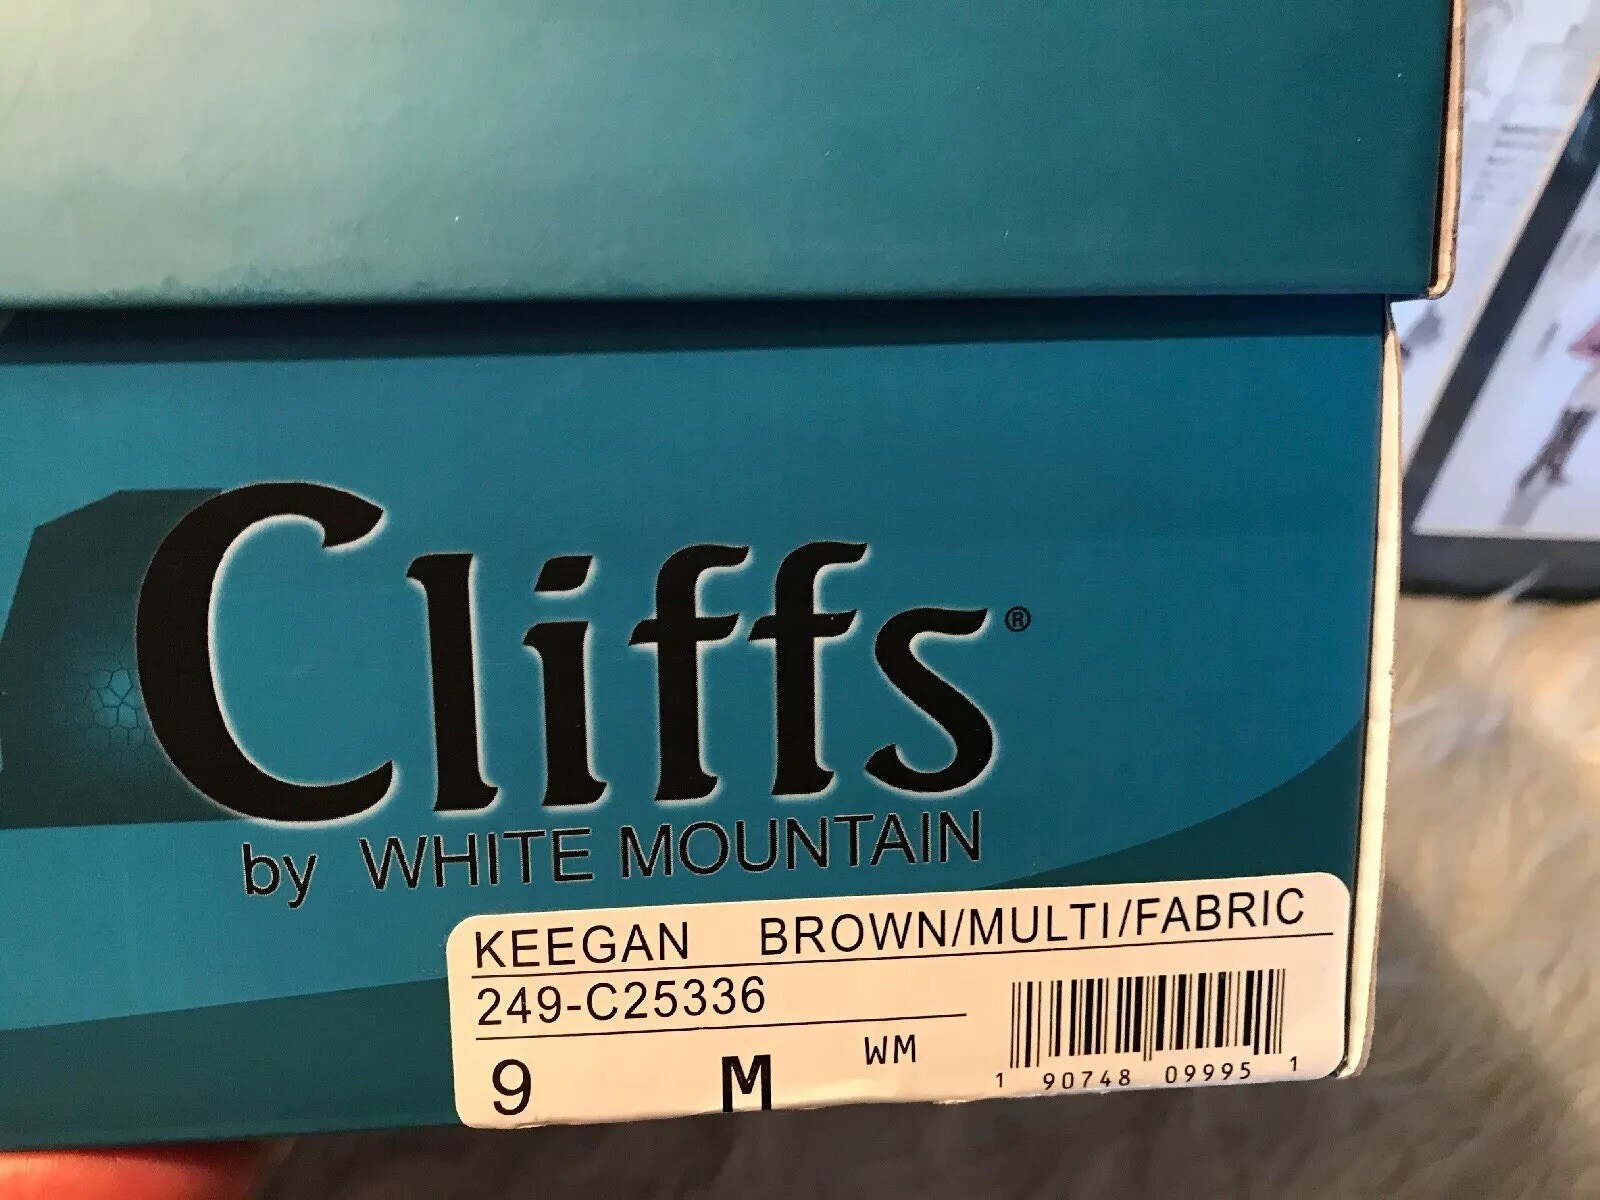 Cliffs®
by WHITE MOUNTAIN
KEEGAN BROWN/MULTI/FABRIC
249-C25336
9 M WM
1 90748 09995 1